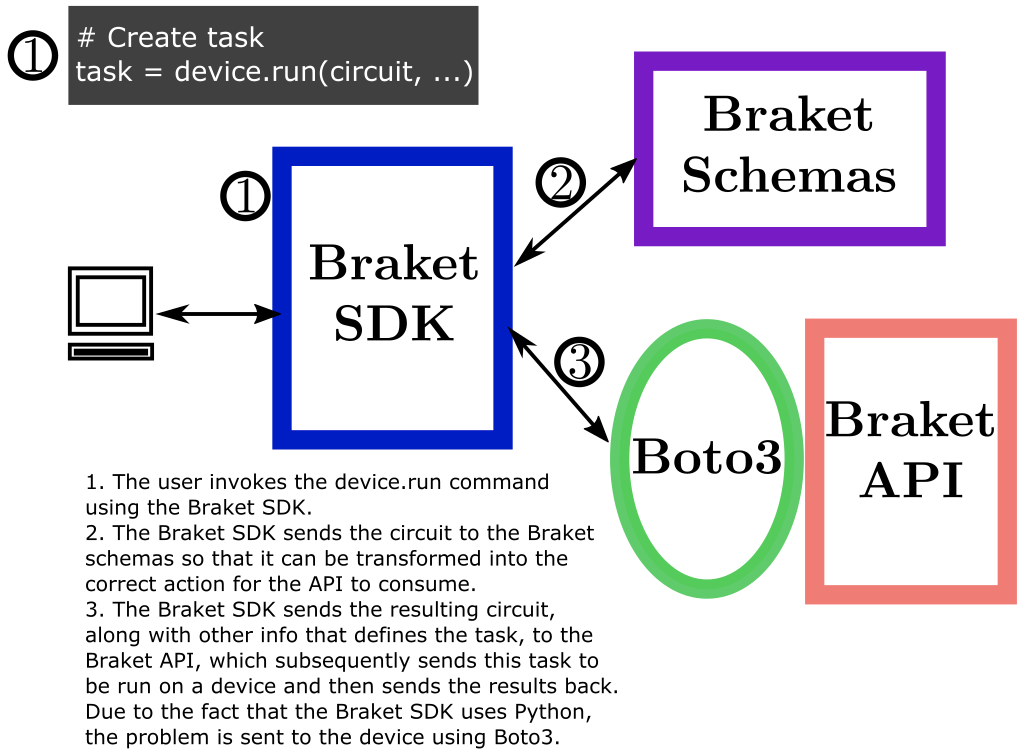 1
# Create task
task = device.run(circuit, ...)
Braket
Schemas
2
1
Braket
SDK
3
Boto3
Braket
API
1. The user invokes the device.run command
using the Braket SDK.
2. The Braket SDK sends the circuit to the Braket
schemas so that it can be transformed into the
correct action for the API to consume.
3. The Braket SDK sends the resulting circuit,
along with other info that defines the task, to the
Braket API, which subsequently sends this task to
be run on a device and then sends the results back.
Due to the fact that the Braket SDK uses Python,
the problem is sent to the device using Boto3.